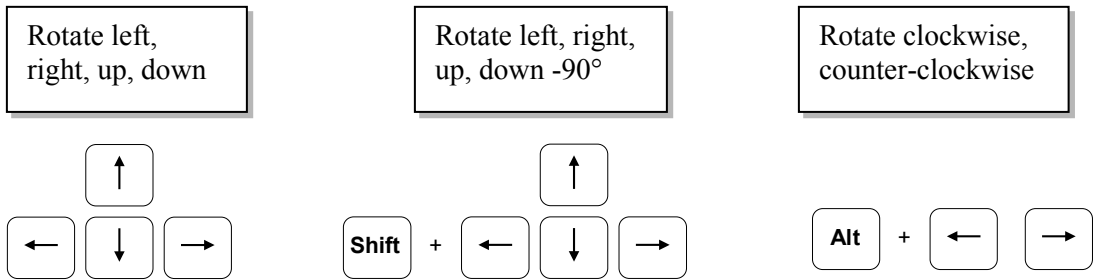 Rotate left,
right, up, down
Rotate left, right,
up, down -90°
Rotate clockwise,
counter-clockwise
↑
← ↓ →
↑
Shift + ← ↓ →
Alt + ← →